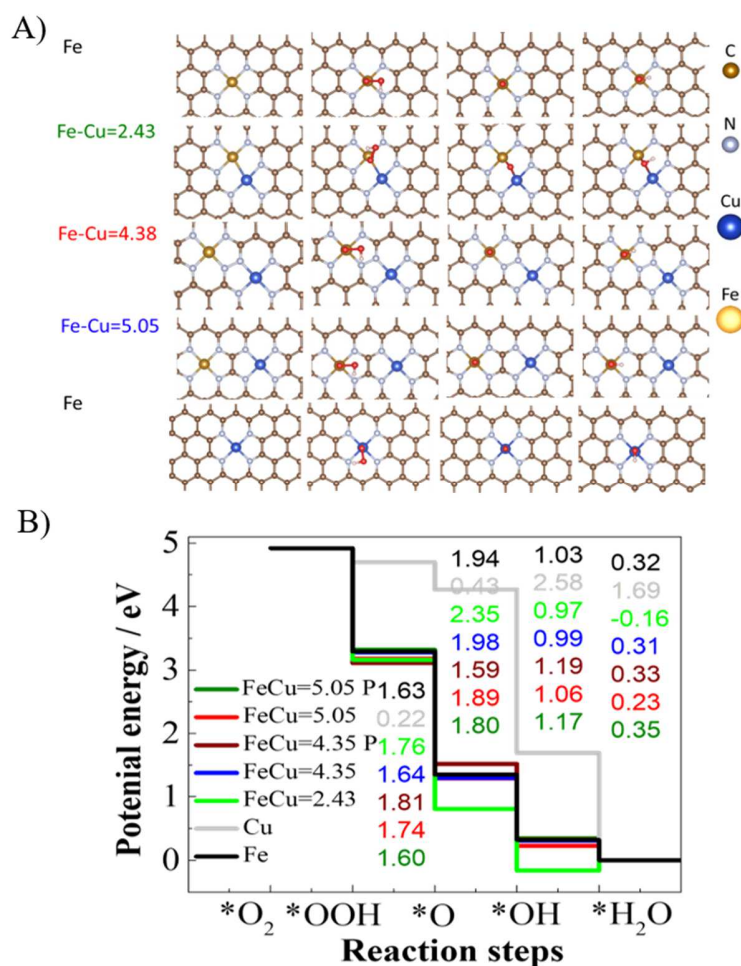 A)
Fe
Fe-Cu=2.43
Fe-Cu=4.38
Fe-Cu=5.05
Fe
C
N
Cu
Fe
B)
Potenial energy / eV
5
4
3
2
1
0
FeCu=5.05 P
FeCu=5.05
FeCu=4.35 P
FeCu=4.35
FeCu=2.43
Cu
Fe
1.63
0.22
1.76
1.64
1.81
1.74
1.60
1.94
0.43
2.35
1.98
1.59
1.89
1.80
1.03
2.58
0.97
0.99
1.19
1.06
1.17
0.32
1.69
-0.16
0.31
0.33
0.23
0.35
*O₂ *OOH *O *OH *H₂O
Reaction steps